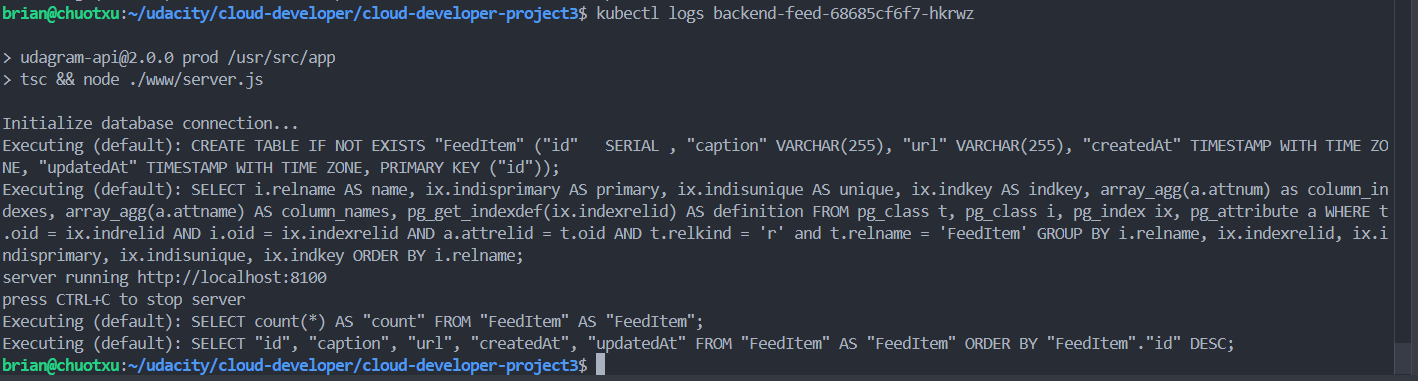 brian@chuotxu:~/udacity/cloud-developer/cloud-developer-project3$ kubectl logs backend-feed-68685cf6f7-hkrwz
> udagram-api@2.0.0 prod /usr/src/app
> tsc && node ./www/server.js
Initialize database connection...
Executing (default): CREATE TABLE IF NOT EXISTS "FeedItem" ("id"   SERIAL , "caption" VARCHAR(255), "url" VARCHAR(255), "createdAt" TIMESTAMP WITH TIME ZO
NE, "updatedAt" TIMESTAMP WITH TIME ZONE, PRIMARY KEY ("id"));
Executing (default): SELECT i.relname AS name, ix.indisprimary AS primary, ix.indisunique AS unique, ix.indkey AS indkey, array_agg(a.attnum) as column_in
dexes, array_agg(a.attname) AS column_names, pg_get_indexdef(ix.indexrelid) AS definition FROM pg_class t, pg_class i, pg_index ix, pg_attribute a WHERE t
.oid = ix.indrelid AND i.oid = ix.indexrelid AND a.attrelid = t.oid AND t.relkind = 'r' and t.relname = 'FeedItem' GROUP BY i.relname, ix.indexrelid, ix.i
ndisprimary, ix.indisunique, ix.indkey ORDER BY i.relname;
server running http://localhost:8100
press CTRL+C to stop server
Executing (default): SELECT count(*) AS "count" FROM "FeedItem" AS "FeedItem";
Executing (default): SELECT "id", "caption", "url", "createdAt", "updatedAt" FROM "FeedItem" AS "FeedItem" ORDER BY "FeedItem"."id" DESC;
brian@chuotxu:~/udacity/cloud-developer/cloud-developer-project3$